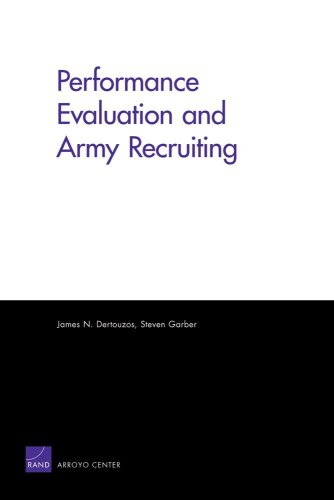 Performance
Evaluation and
Army Recruiting
James N. Dertouzos, Steven Garber
RAND
ARROYO CENTER